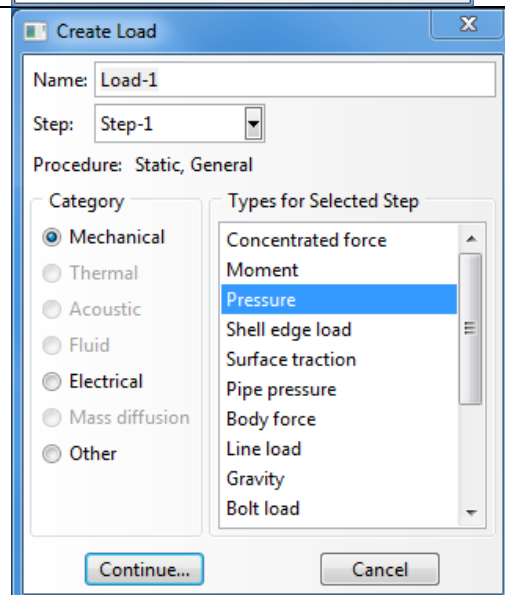 Create Load
Name: Load-1
Step: Step-1
Procedure: Static, General
Category
Mechanical
Thermal
Acoustic
Fluid
Electrical
Mass diffusion
Other
Types for Selected Step
Concentrated force
Moment
Pressure
Shell edge load
Surface traction
Pipe pressure
Body force
Line load
Gravity
Bolt load
Continue... Cancel